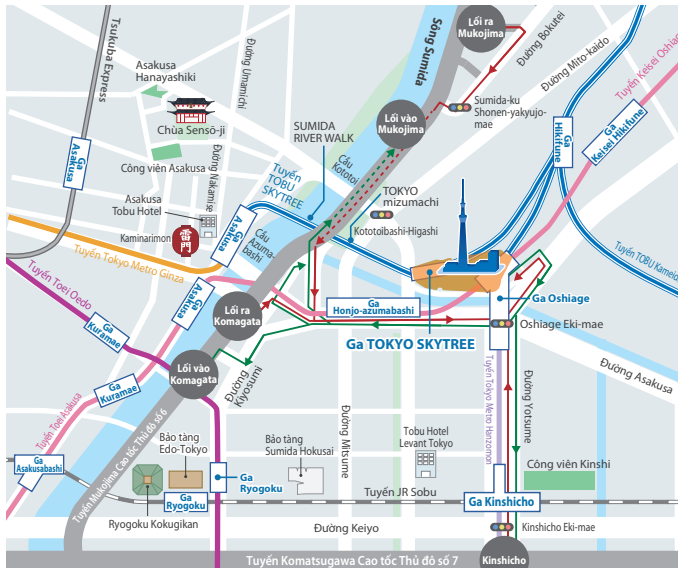 Tsukuba Express
Asakusa
Hanayashiki
Đường Umamichi
Sông Sumida
Lối ra
Mukojima
Đường Bokutei
Đường Mito-kaido
Tuyến Keisei Oshiage
Chùa Sensō-ji
Ga
Asakusa
Công viên Asakusa
Đường Nakamise
SUMIDA
RIVER WALK
Lối vào
Mukojima
Sumida-ku
Shonen-yakyujo-
mae
Ga
Hikifune
Ga
Keisei Hikifune
Cầu
Kototoi
Tuyến
TOBU
SKYTREE
TOKYO
mizumachi
Asakusa
Tobu Hotel
Kaminarimon
雷門
Ga
Asakusa
Cầu
Azuma-
bashi
Kototoibashi-Higashi
Tuyến Tokyo Metro Ginza
Tuyến TOBU Kameido
Tuyến Toei Oedo
Ga
Asakusa
Ga
Kuramae
Lối ra
Komagata
Ga
Honjo-azumabashi
Ga Oshiage
Oshiage Eki-mae
Ga TOKYO SKYTREE
Lối vào
Komagata
Đường
Kiyosumi
Đường Asakusa
Ga
Kuramae
Tuyến Toei Asakusa
Tuyến Mukojima Cao tốc Thủ đô số 6
Đường Mitsume
Tuyến Tokyo Metro Hanzomon
Đường Yotsume
Tobu Hotel
Levant Tokyo
Bảo tàng
Edo-Tokyo
Bảo tàng
Sumida Hokusai
Công viên Kinshi
Ga
Asakusabashi
Ga
Ryogoku
Ga
Ryogoku
Tuyến JR Sobu
Ga Kinshicho
Ryogoku Kokugikan
Đường Keiyo
Kinshicho Eki-mae
Tuyến Komatsugawa Cao tốc Thủ đô số 7
Kinshicho